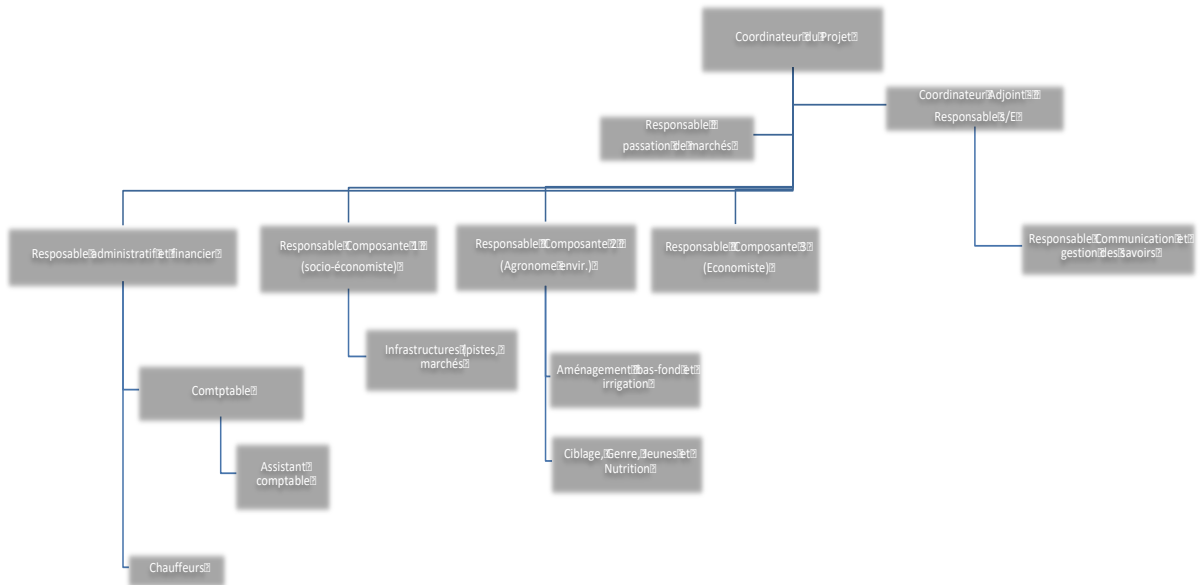 Coordinateur du Projet
Coordinateur Adjoint -
Responsable s/E
Responsable
passation de marchés
Resposable administratif et financier
Responsable Composante 1
(socio-économiste)
Responsable Composante 2
(Agronome envir.)
Responsable Composante 3
(Economiste)
Responsable Communication et
gestion des savoirs
Infrastructures (pistes,
marchés
Aménagement bas-fond et
irrigation
Comtptable
Ciblage, Genre, Jeunes et
Nutrition
Assistant
comptable
Chauffeurs